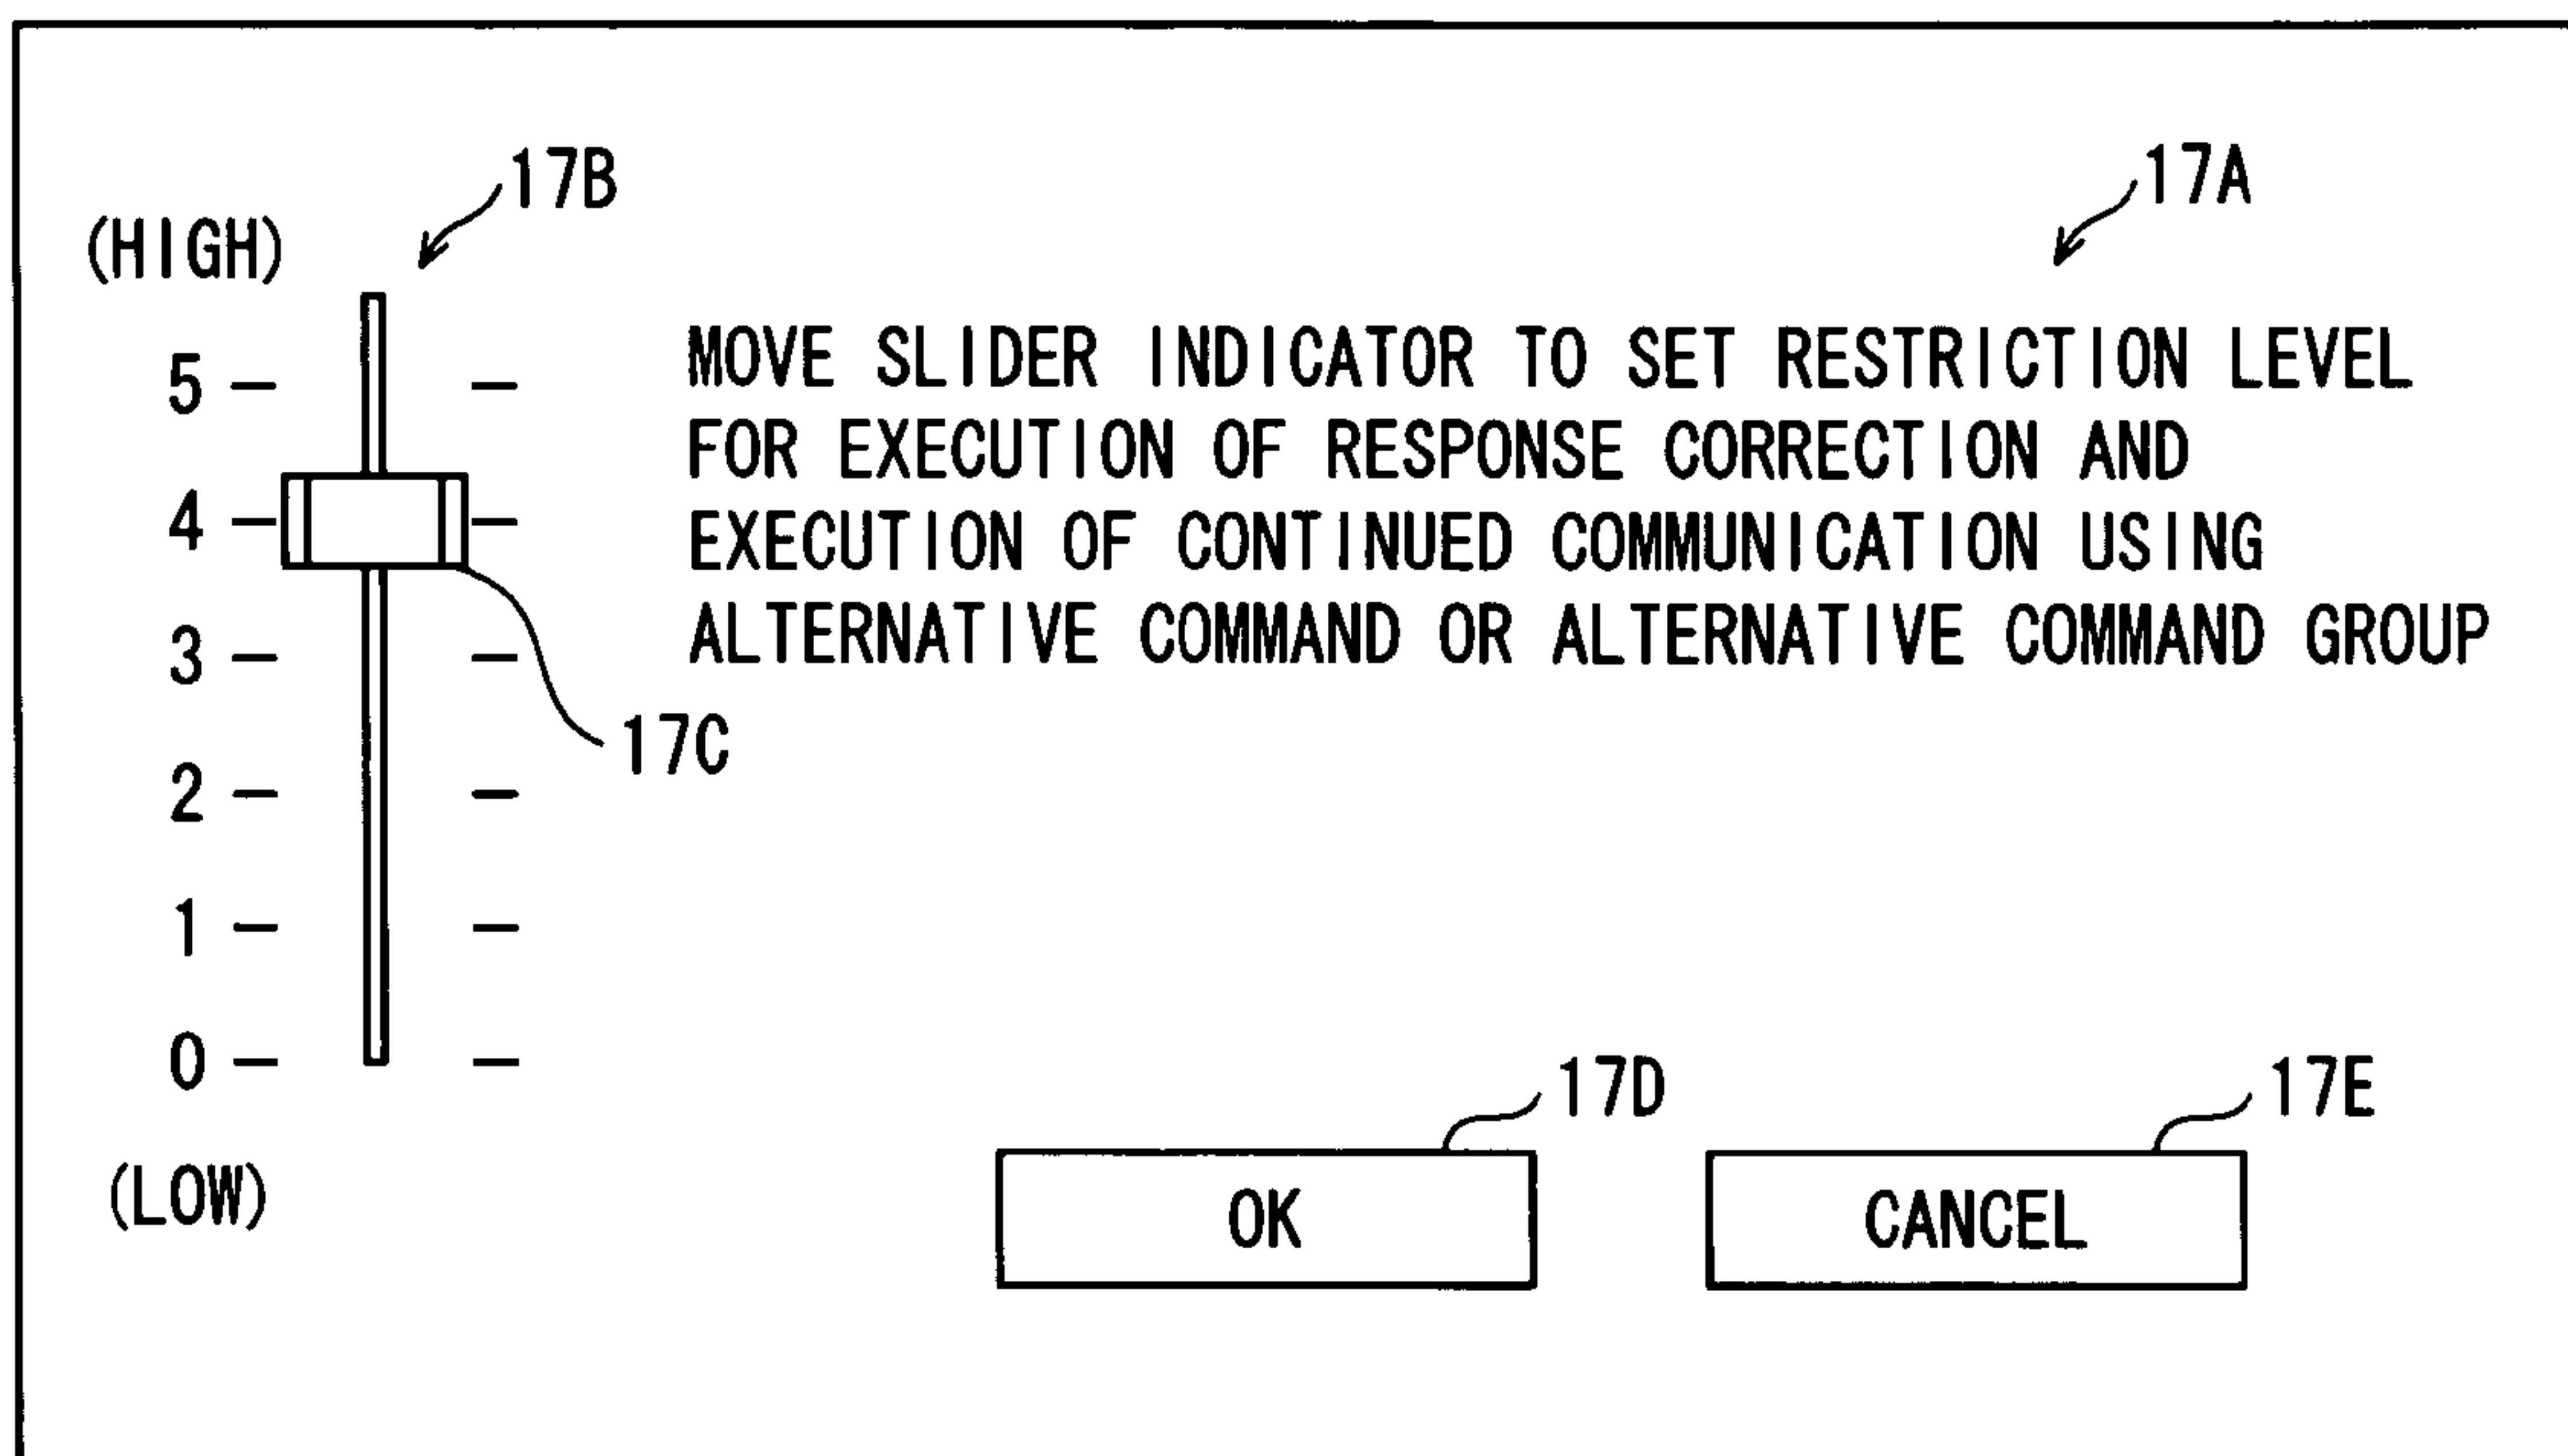 17B
17A
(HIGH)
5
4
3
2
1
0
(LOW)
MOVE SLIDER INDICATOR TO SET RESTRICTION LEVEL
FOR EXECUTION OF RESPONSE CORRECTION AND
EXECUTION OF CONTINUED COMMUNICATION USING
ALTERNATIVE COMMAND OR ALTERNATIVE COMMAND GROUP
17C
17D
17E
OK
CANCEL